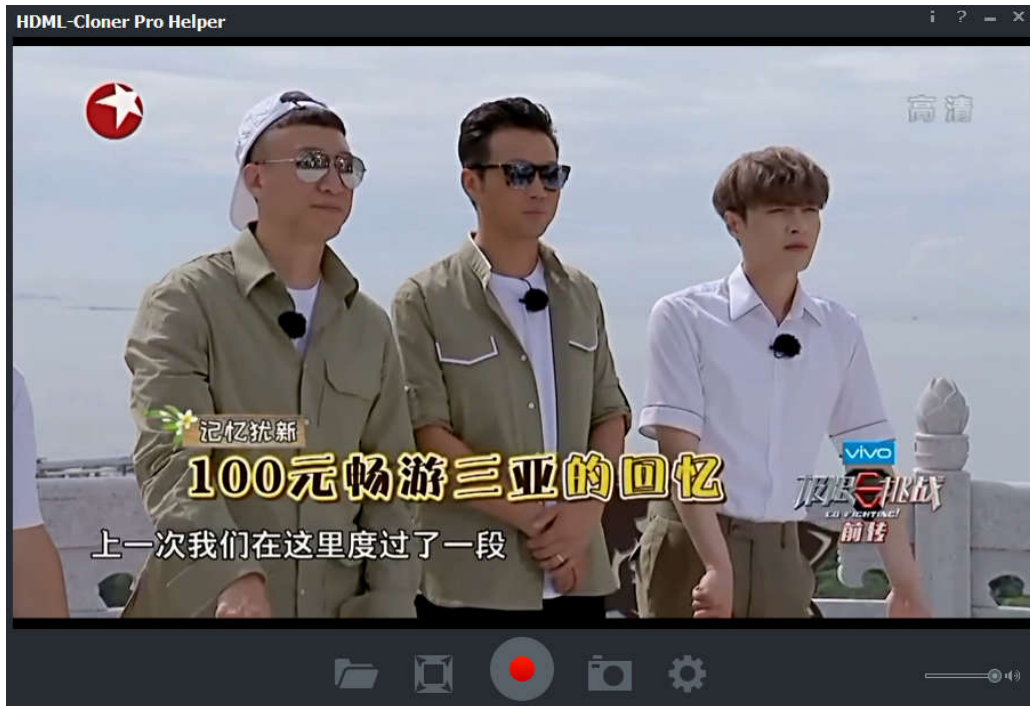 HDML-Cloner Pro Helper
高清
记忆犹新
100元畅游三亚的回忆
vivo
极限挑战
GO FIGHTING!
前传
上一次我们在这里度过了一段